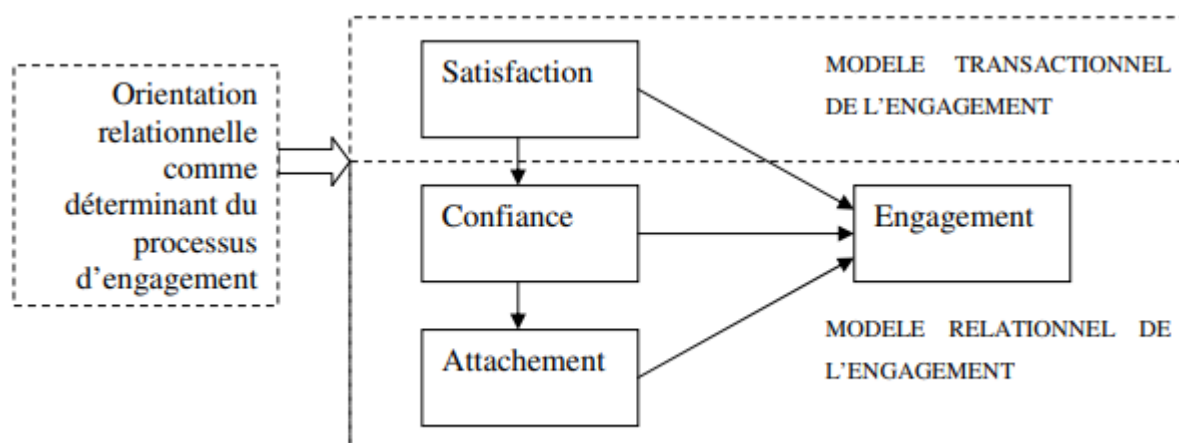 Orientation
relationnelle
comme
déterminant du
processus
d'engagement
Satisfaction
MODELE TRANSACTIONNEL
DE L'ENGAGEMENT
Confiance
Engagement
Attachement
MODELE RELATIONNEL DE
L'ENGAGEMENT